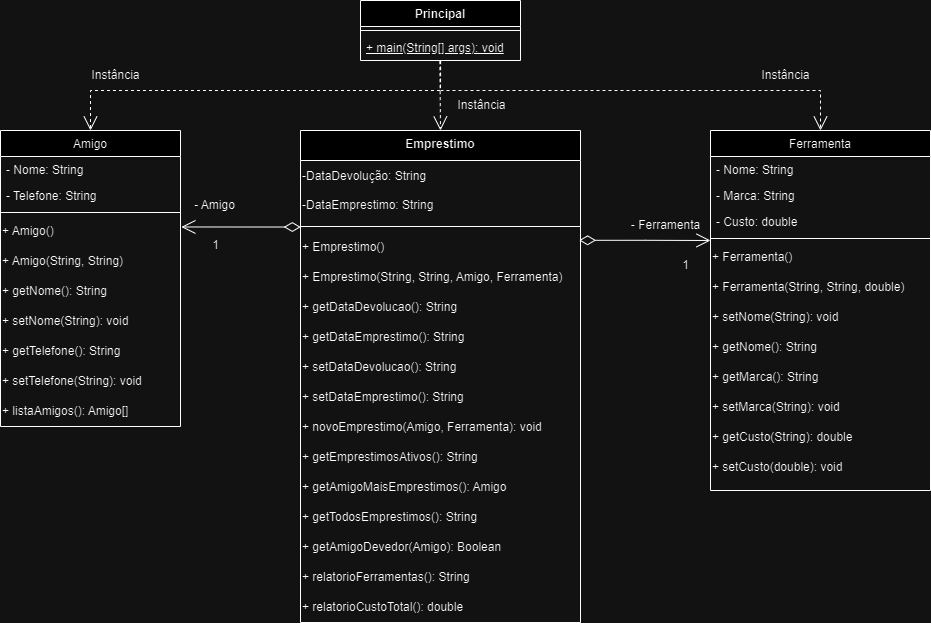 Principal
+ main(String[] args): void
Instância
Instância
Instância
Amigo
- Nome: String
- Telefone: String
+ Amigo()
+ Amigo(String, String)
+ getNome(): String
+ setNome(String): void
+ getTelefone(): String
+ setTelefone(String): void
+ listaAmigos(): Amigo[]
- Amigo
1
Emprestimo
-DataDevolução: String
-DataEmprestimo: String
+ Emprestimo()
+ Emprestimo(String, String, Amigo, Ferramenta)
+ getDataDevolucao(): String
+ getDataEmprestimo(): String
+ setDataDevolucao(): String
+ setDataEmprestimo(): String
+ novoEmprestimo(Amigo, Ferramenta): void
+ getEmprestimosAtivos(): String
+ getAmigoMaisEmprestimos(): Amigo
+ getTodosEmprestimos(): String
+ getAmigoDevedor(Amigo): Boolean
+ relatorioFerramentas(): String
+ relatorioCustoTotal(): double
- Ferramenta
1
Ferramenta
- Nome: String
- Marca: String
- Custo: double
+ Ferramenta()
+ Ferramenta(String, String, double)
+ setNome(String): void
+ getNome(): String
+ getMarca(): String
+ setMarca(String): void
+ getCusto(String): double
+ setCusto(double): void